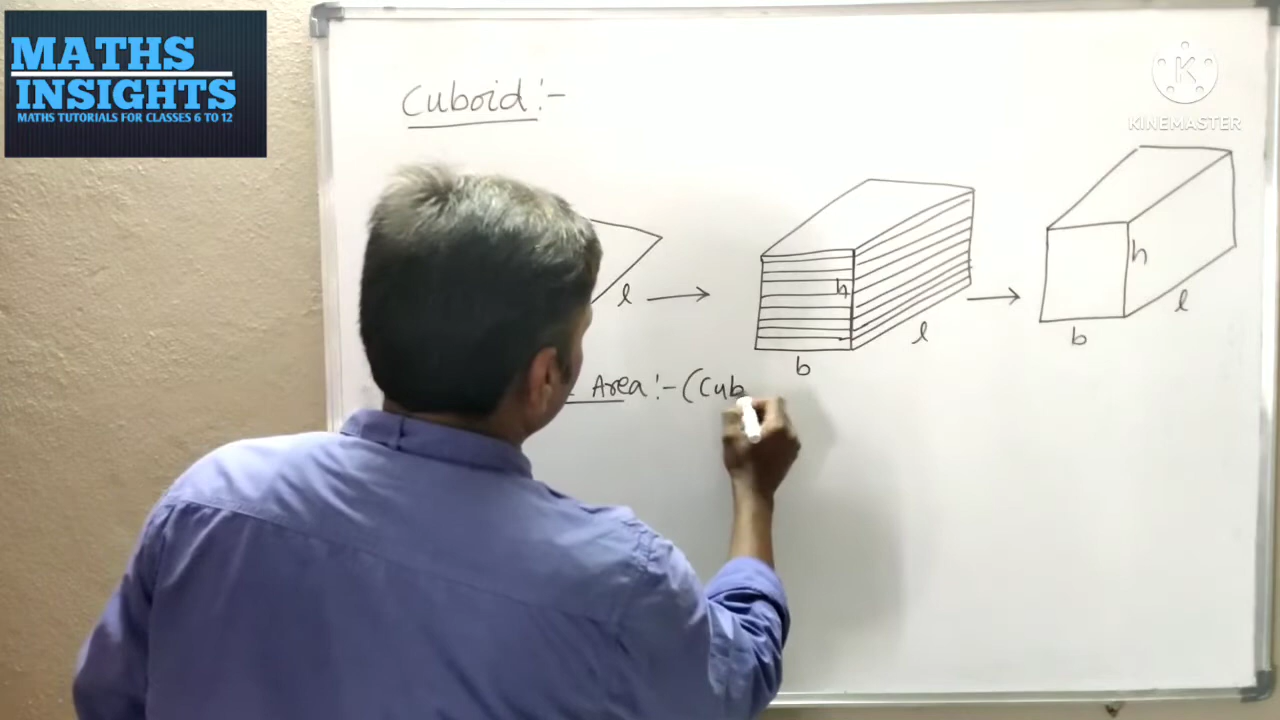 MATHS
INSIGHTS
MATHS TUTORIALS FOR CLASSES 6 TO 12
KINEMASTER
K
Cuboid :-
l
h
l
b
h
l
b
Area :- (Cub